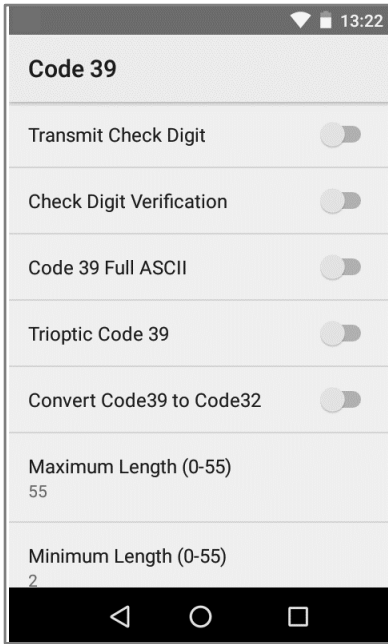 13:22
Code 39
Transmit Check Digit
Check Digit Verification
Code 39 Full ASCII
Trioptic Code 39
Convert Code39 to Code32
Maximum Length (0-55)
55
Minimum Length (0-55)
2